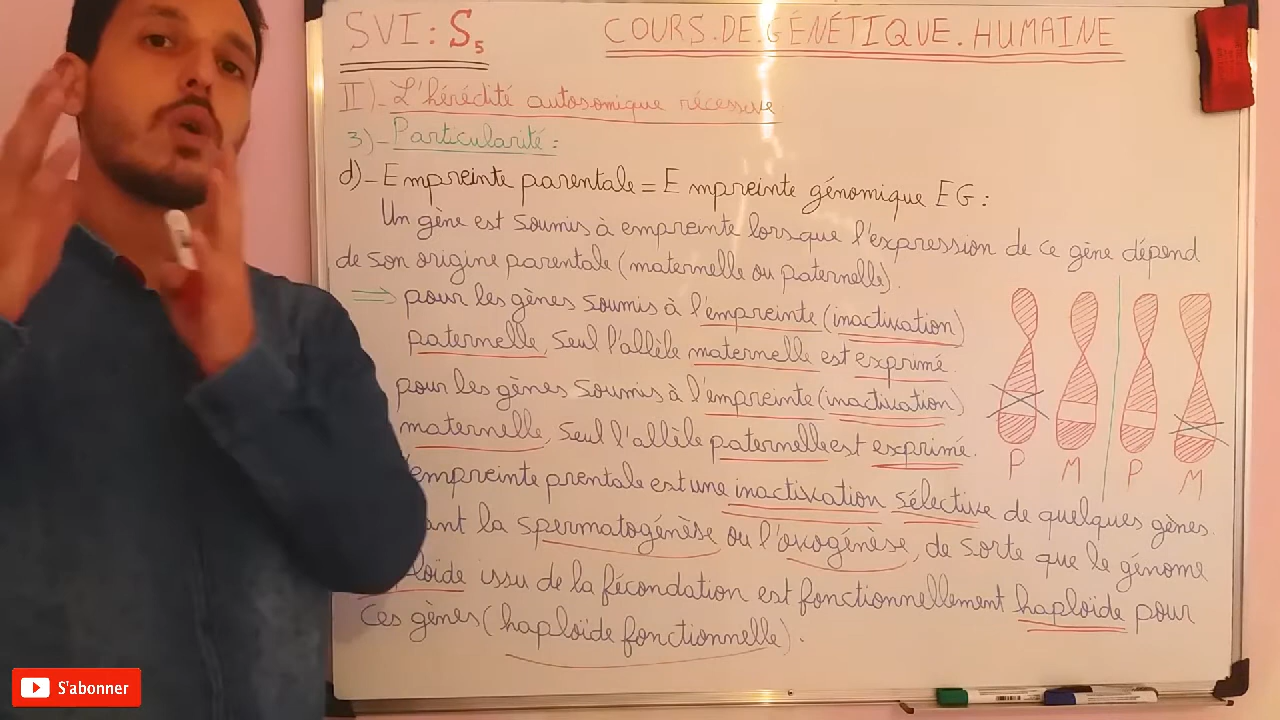 SVI: S5
COURS.DE.GÉNÉTIQUE.HUMAINE
II)-L'hérédité autosomique récessive:
3)-Particularité:
d)-Empreinte parentale = Empreinte génomique EG:
Un gène est soumis à empreinte lorsque l'expression de ce gène dépend
de son origine parentale (maternelle ou paternelle).
⇒ pour les gènes soumis à l'empreinte (inactivation)
paternelle, seul l'allèle maternelle est exprimé.
pour les gènes soumis à l'empreinte (inactivation)
maternelle, seul l'allèle paternelle est exprimé.
P M P M
empreinte prentale est une inactivation sélective de quelques gènes.
ant la spermatogénèse ou l'ovogénèse, de sorte que le génome
loïde issu de la fécondation est fonctionnellement haploïde pour
ces gènes (haploïde fonctionnelle).
S'abonner